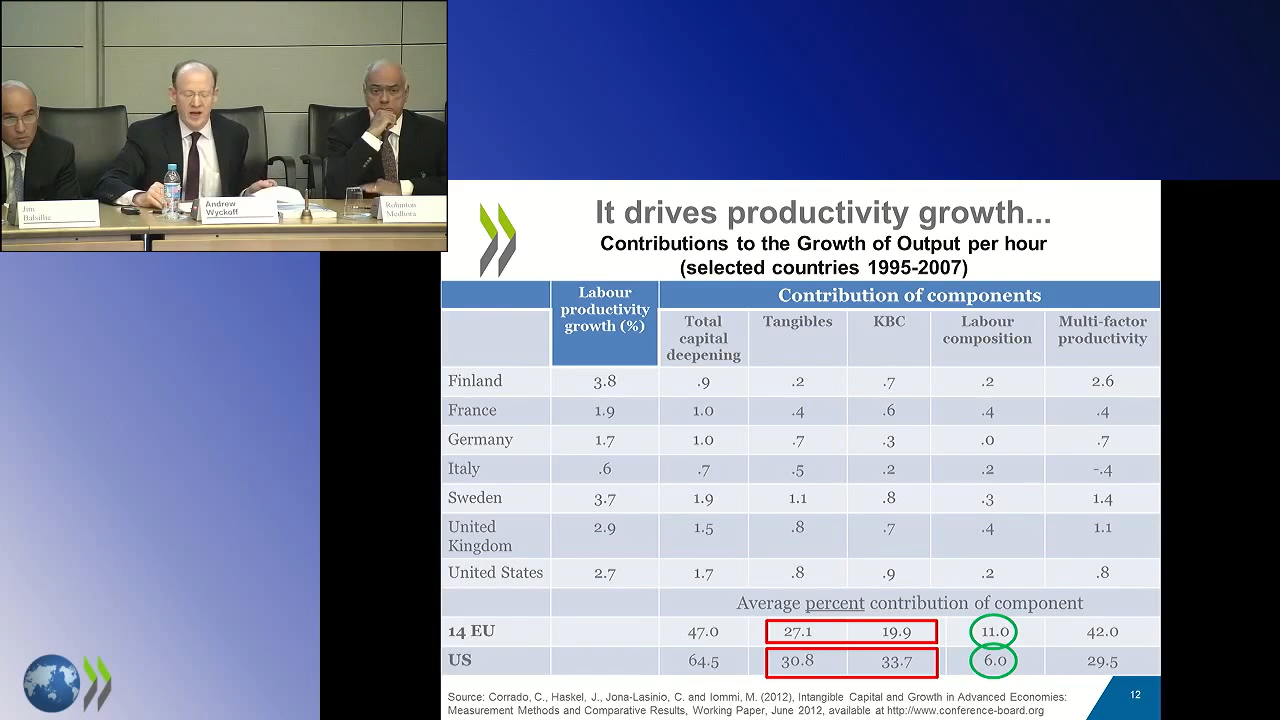 Jim
Balsillie
Andrew
Wyckoff
Rohinton
Medhora
It drives productivity growth...
Contributions to the Growth of Output per hour
(selected countries 1995-2007)
Labour productivity growth (%) Contribution of components
Total capital deepening Tangibles KBC Labour composition Multi-factor productivity
Finland 3.8 .9 .2 .7 .2 2.6
France 1.9 1.0 .4 .6 .4 .4
Germany 1.7 1.0 .7 .3 .0 .7
Italy .6 .7 .5 .2 .2 -.4
Sweden 3.7 1.9 1.1 .8 .3 1.4
United Kingdom 2.9 1.5 .8 .7 .4 1.1
United States 2.7 1.7 .8 .9 .2 .8
Average percent contribution of component
14 EU 47.0 27.1 19.9 11.0 42.0
US 64.5 30.8 33.7 6.0 29.5
Source: Corrado, C., Haskel, J., Jona-Lasinio, C. and Iommi, M. (2012), Intangible Capital and Growth in Advanced Economies:
Measurement Methods and Comparative Results, Working Paper, June 2012, available at http://www.conference-board.org
12